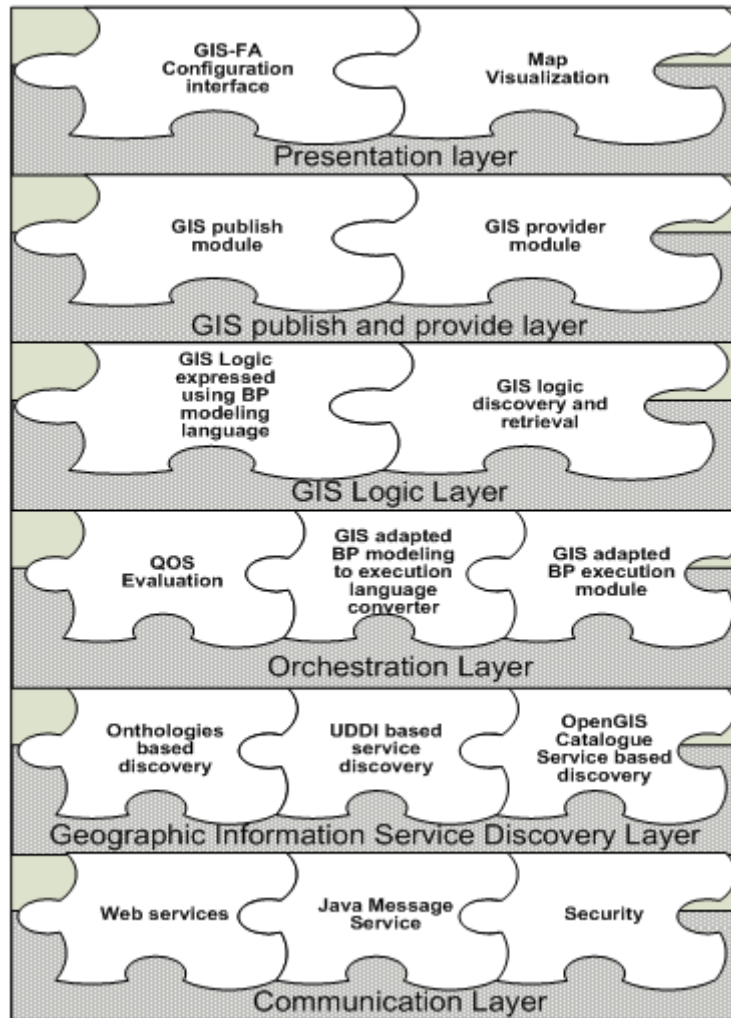 GIS-FA
Configuration
interface
Map
Visualization
Presentation layer
GIS publish
module
GIS provider
module
GIS publish and provide layer
GIS Logic
expressed
using BP
modeling
language
GIS logic
discovery and
retrieval
GIS Logic Layer
QOS
Evaluation
GIS adapted
BP modeling
to execution
language
converter
GIS adapted
BP execution
module
Orchestration Layer
Onthologies
based
discovery
UDDI based
service
discovery
OpenGIS
Catalogue
Service based
discovery
Geographic Information Service Discovery Layer
Web services
Java Message
Service
Security
Communication Layer